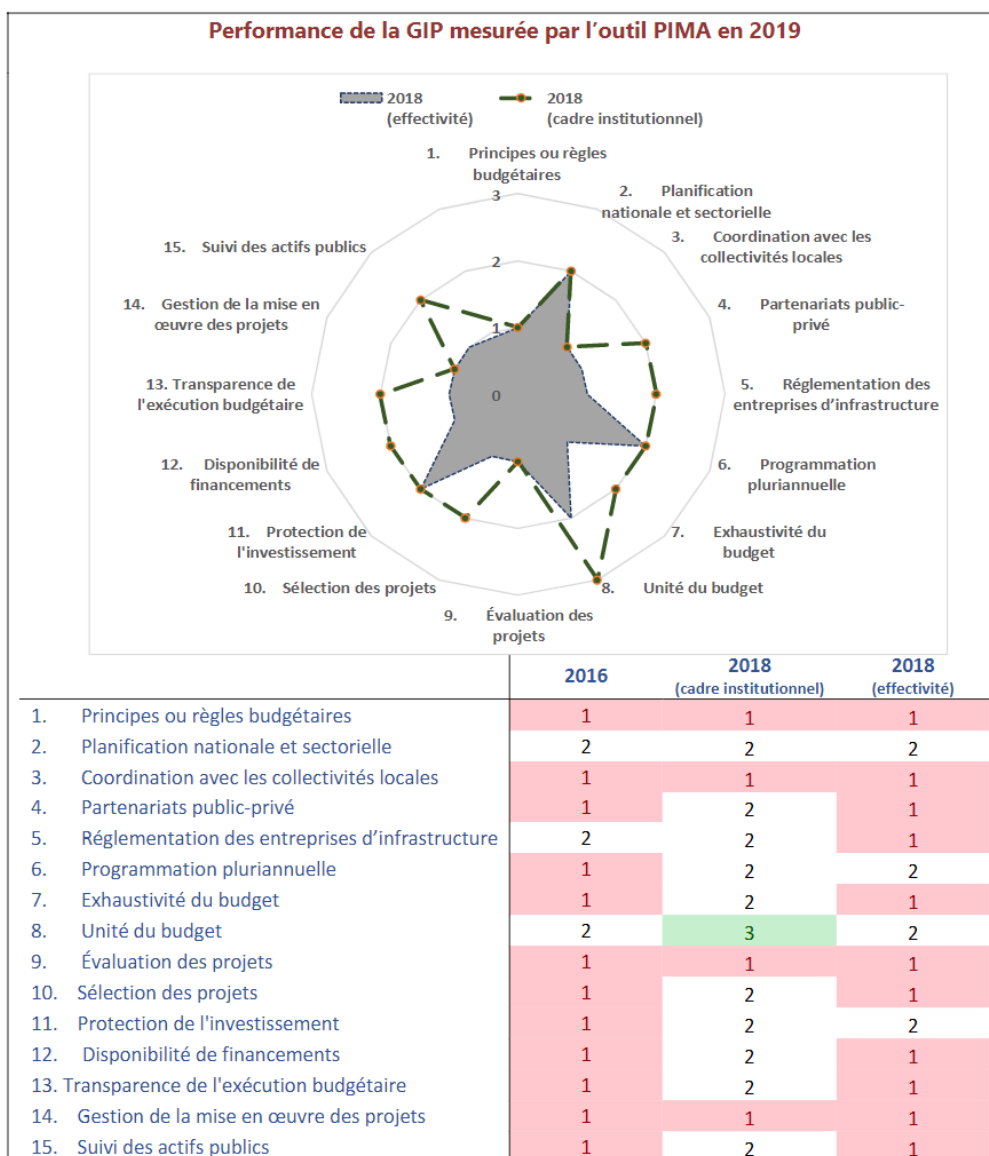 Performance de la GIP mesurée par l'outil PIMA en 2019
2018
(effectivité)
2018
(cadre institutionnel)
1. Principes ou règles
budgétaires
2. Planification
nationale et sectorielle
3. Coordination avec les
collectivités locales
4. Partenariats public-
privé
5. Réglementation des
entreprises d'infrastructure
6. Programmation
pluriannuelle
7. Exhaustivité du
budget
8. Unité du budget
9. Évaluation des
projets
10. Sélection des projets
11. Protection de
l'investissement
12. Disponibilité de
financements
13. Transparence de
l'exécution budgétaire
14. Gestion de la mise en
œuvre des projets
15. Suivi des actifs publics
3
2
1
0
2016 2018 2018
(cadre institutionnel) (effectivité)
1. Principes ou règles budgétaires 1 1 1
2. Planification nationale et sectorielle 2 2 2
3. Coordination avec les collectivités locales 1 1 1
4. Partenariats public-privé 1 2 1
5. Réglementation des entreprises d'infrastructure 2 2 1
6. Programmation pluriannuelle 1 2 2
7. Exhaustivité du budget 1 2 1
8. Unité du budget 2 3 2
9. Évaluation des projets 1 1 1
10. Sélection des projets 1 2 1
11. Protection de l'investissement 1 2 2
12. Disponibilité de financements 1 2 1
13. Transparence de l'exécution budgétaire 1 2 1
14. Gestion de la mise en œuvre des projets 1 1 1
15. Suivi des actifs publics 1 2 1